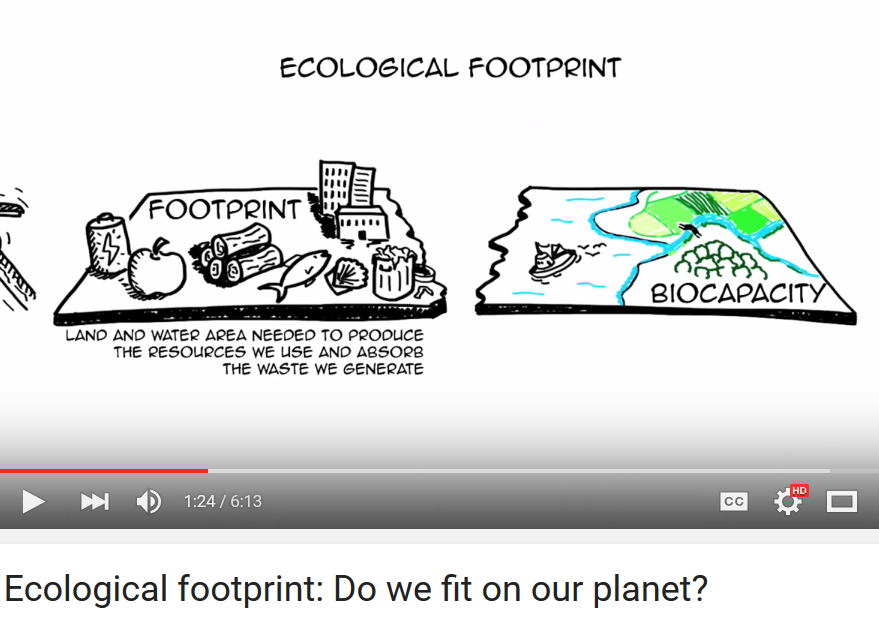 ECOLOGICAL FOOTPRINT
FOOTPRINT
BIOCAPACITY
LAND AND WATER AREA NEEDED TO PRODUCE
THE RESOURCES WE USE AND ABSORB
THE WASTE WE GENERATE
1:24 / 6:13
CC
HD
Ecological footprint: Do we fit on our planet?